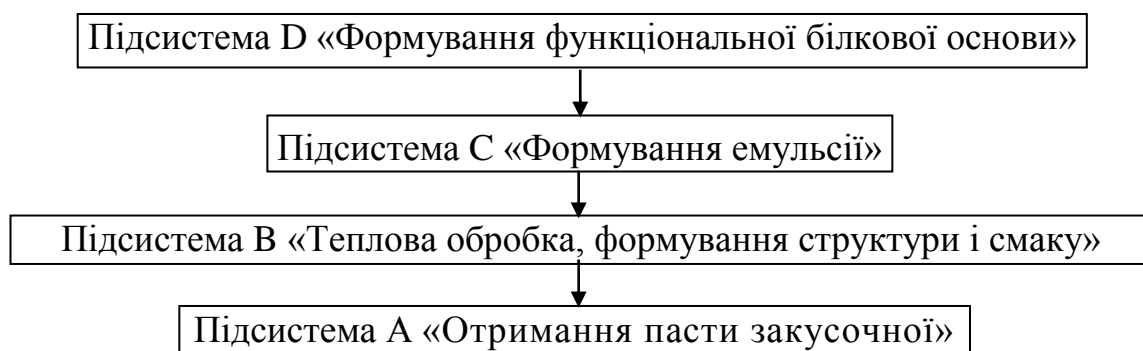 Підсистема D «Формування функціональної білкової основи»
Підсистема С «Формування емульсії»
Підсистема В «Теплова обробка, формування структури і смаку»
Підсистема А «Отримання пасти закусочної»